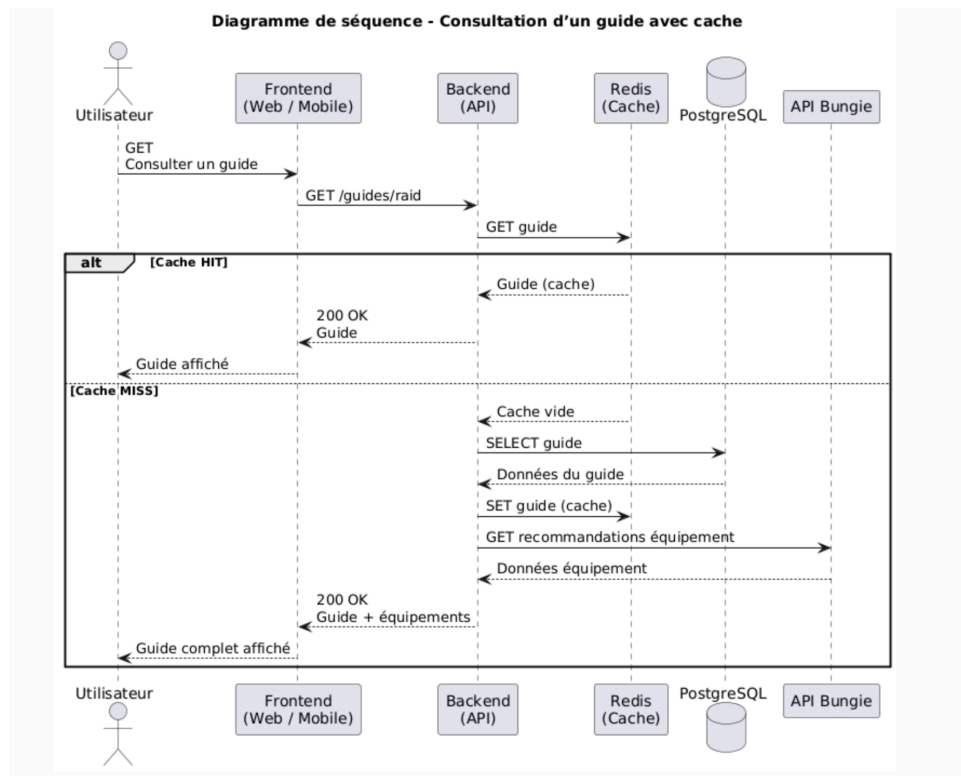 Diagramme de séquence - Consultation d’un guide avec cache
Utilisateur
Frontend
(Web / Mobile)
Backend
(API)
Redis
(Cache)
PostgreSQL
API Bungie
GET
Consulter un guide
GET /guides/raid
GET guide
alt
[Cache HIT]
Guide (cache)
200 OK
Guide
Guide affiché
[Cache MISS]
Cache vide
SELECT guide
Données du guide
SET guide (cache)
GET recommandations équipement
Données équipement
200 OK
Guide + équipements
Guide complet affiché
Utilisateur
Frontend
(Web / Mobile)
Backend
(API)
Redis
(Cache)
PostgreSQL
API Bungie